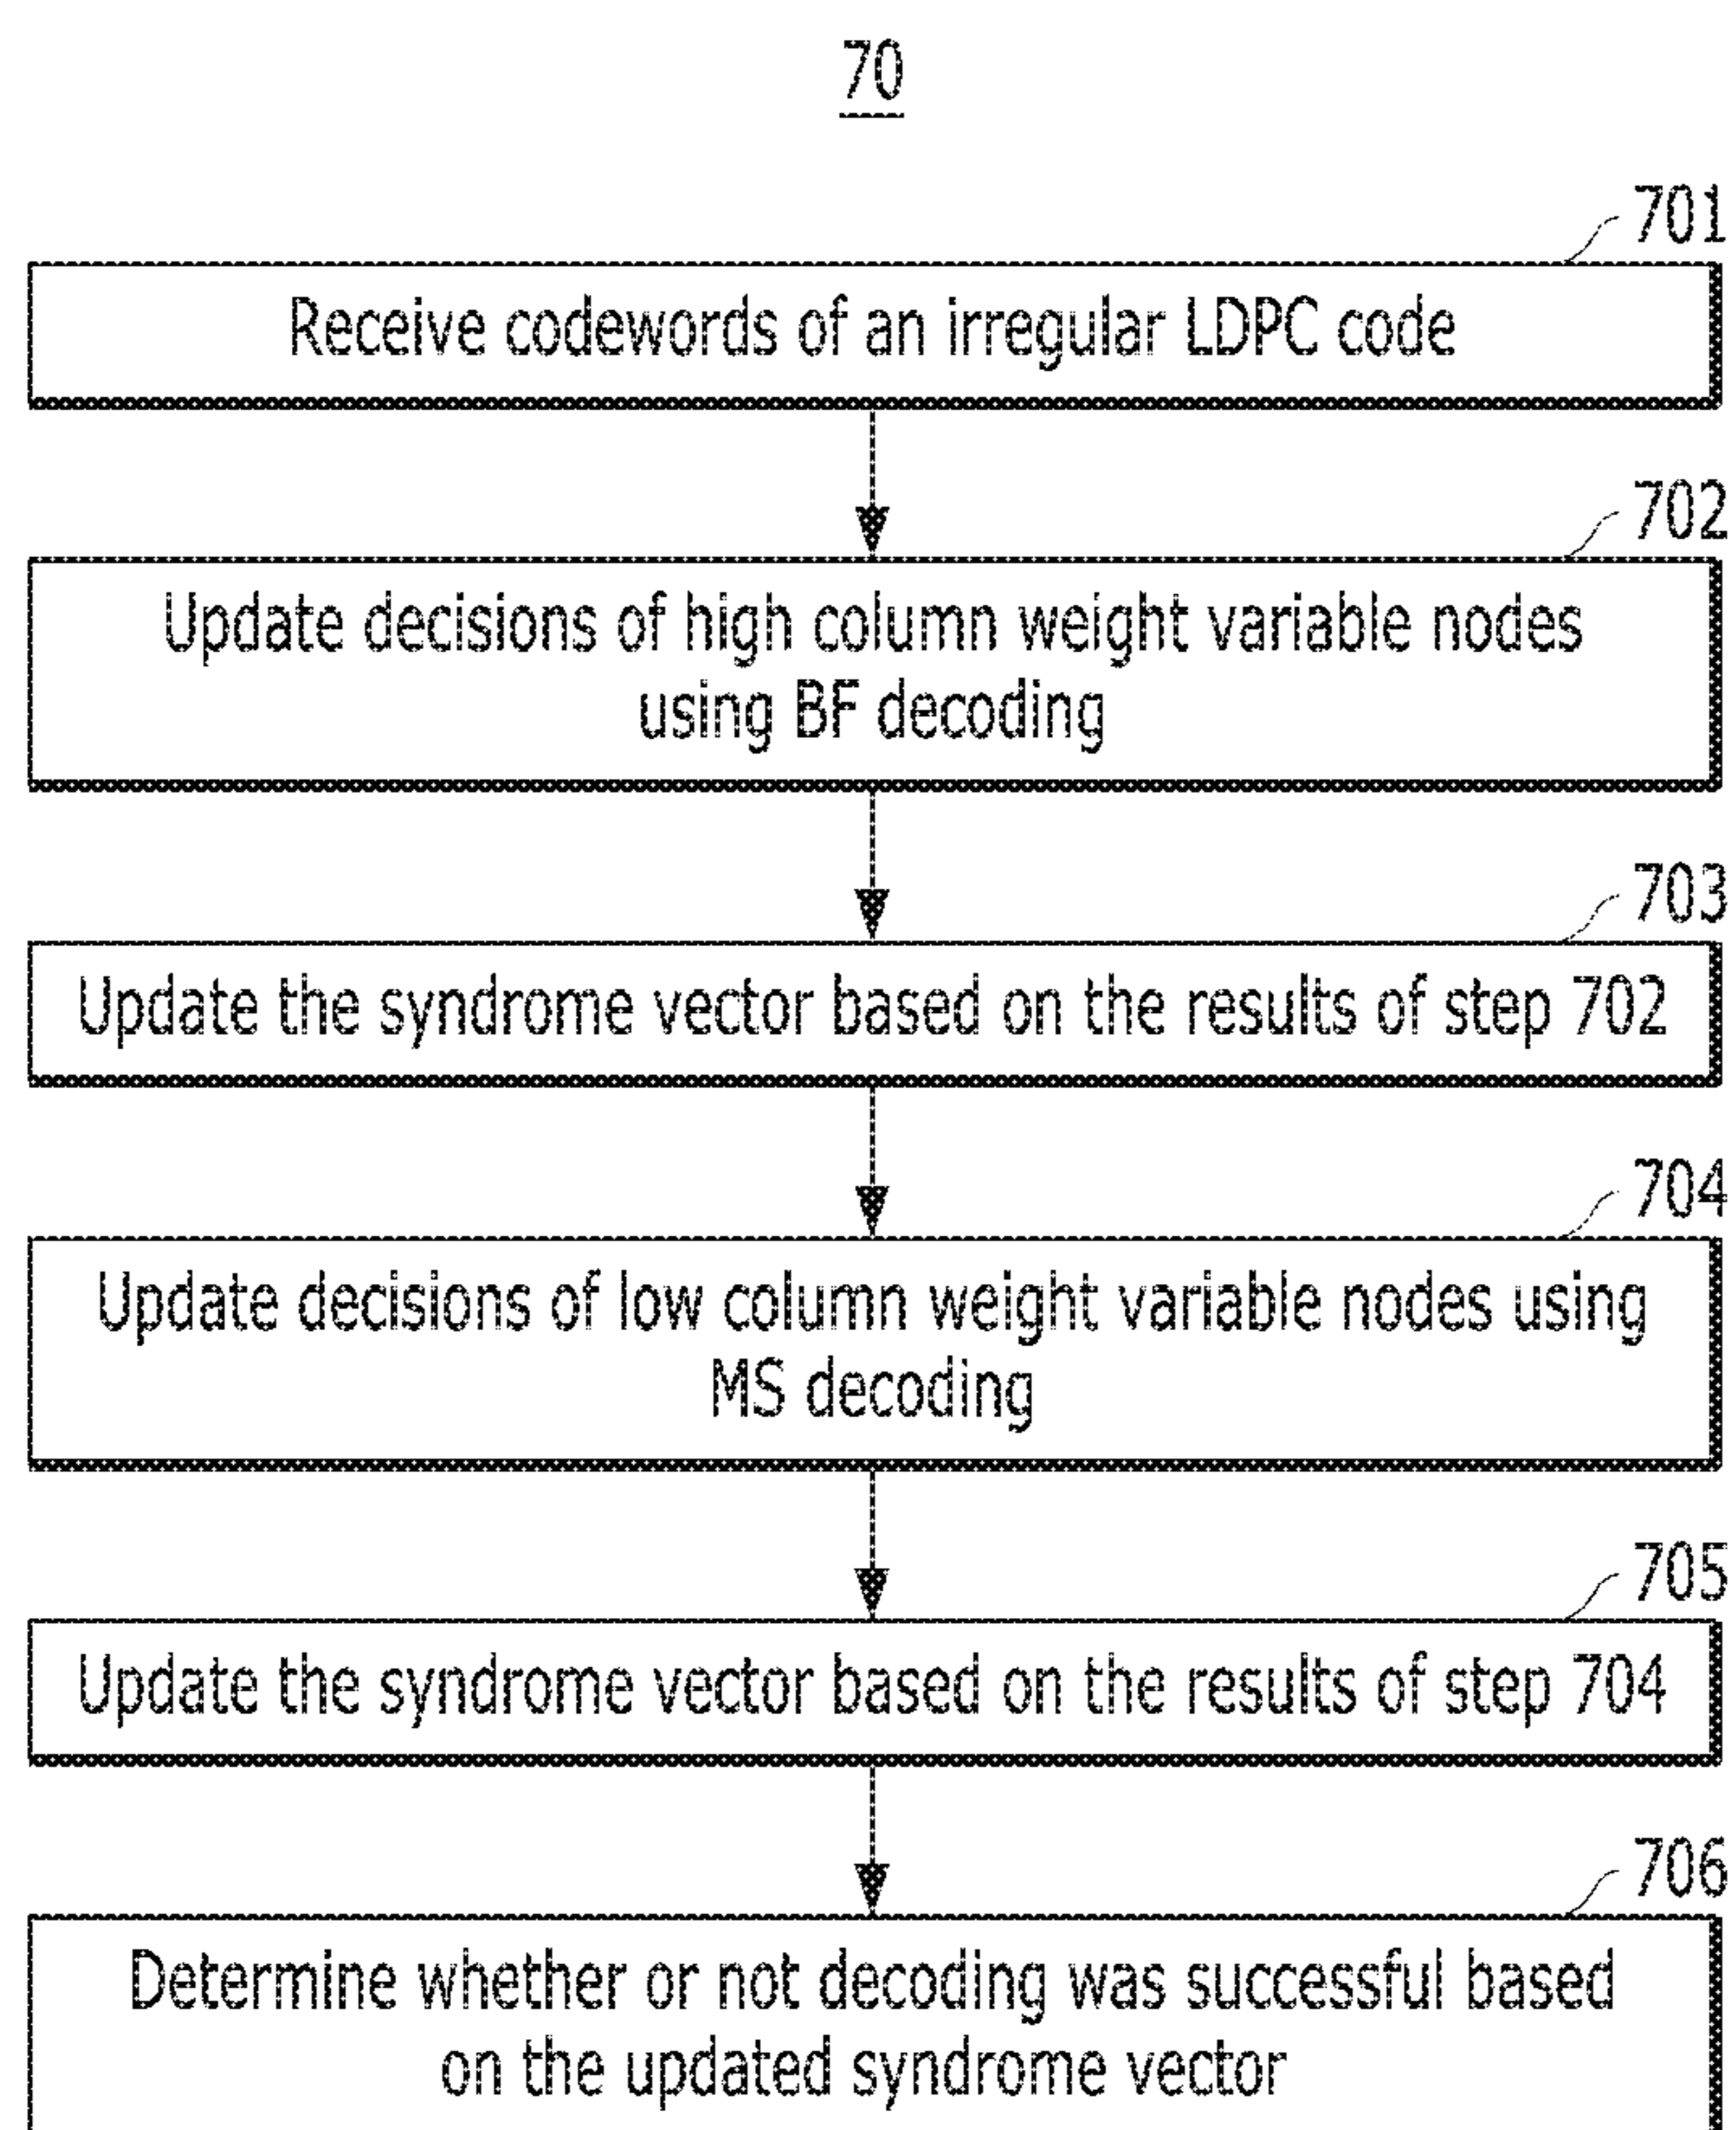 70
701
Receive codewords of an irregular LDPC code
702
Update decisions of high column weight variable nodes
using BF decoding
703
Update the syndrome vector based on the results of step 702
704
Update decisions of low column weight variable nodes using
MS decoding
705
Update the syndrome vector based on the results of step 704
706
Determine whether or not decoding was successful based
on the updated syndrome vector